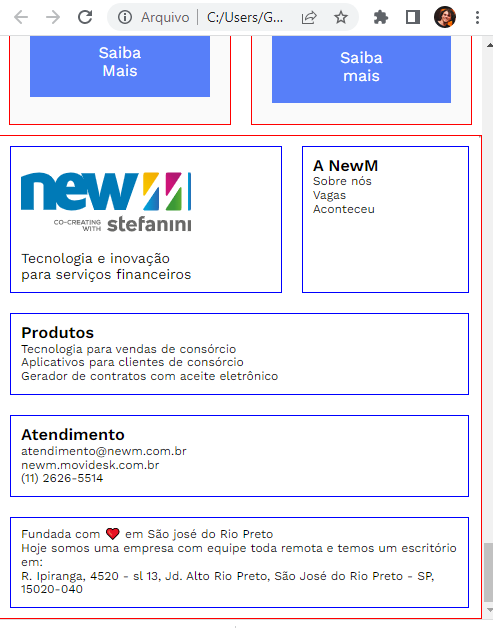 Arquivo
C:/Users/G...
Saiba
Mais
Saiba
mais
new
CO-CREATING
WITH stefanini
Tecnologia e inovação
para serviços financeiros
A NewM
Sobre nós
Vagas
Aconteceu
Produtos
Tecnologia para vendas de consórcio
Aplicativos para clientes de consórcio
Gerador de contratos com aceite eletrônico
Atendimento
atendimento@newm.com.br
newm.movidesk.com.br
(11) 2626-5514
Fundada com ❤️ em São josé do Rio Preto
Hoje somos uma empresa com equipe toda remota e temos um escritório
em:
R. Ipiranga, 4520 - sl 13, Jd. Alto Rio Preto, São José do Rio Preto - SP,
15020-040